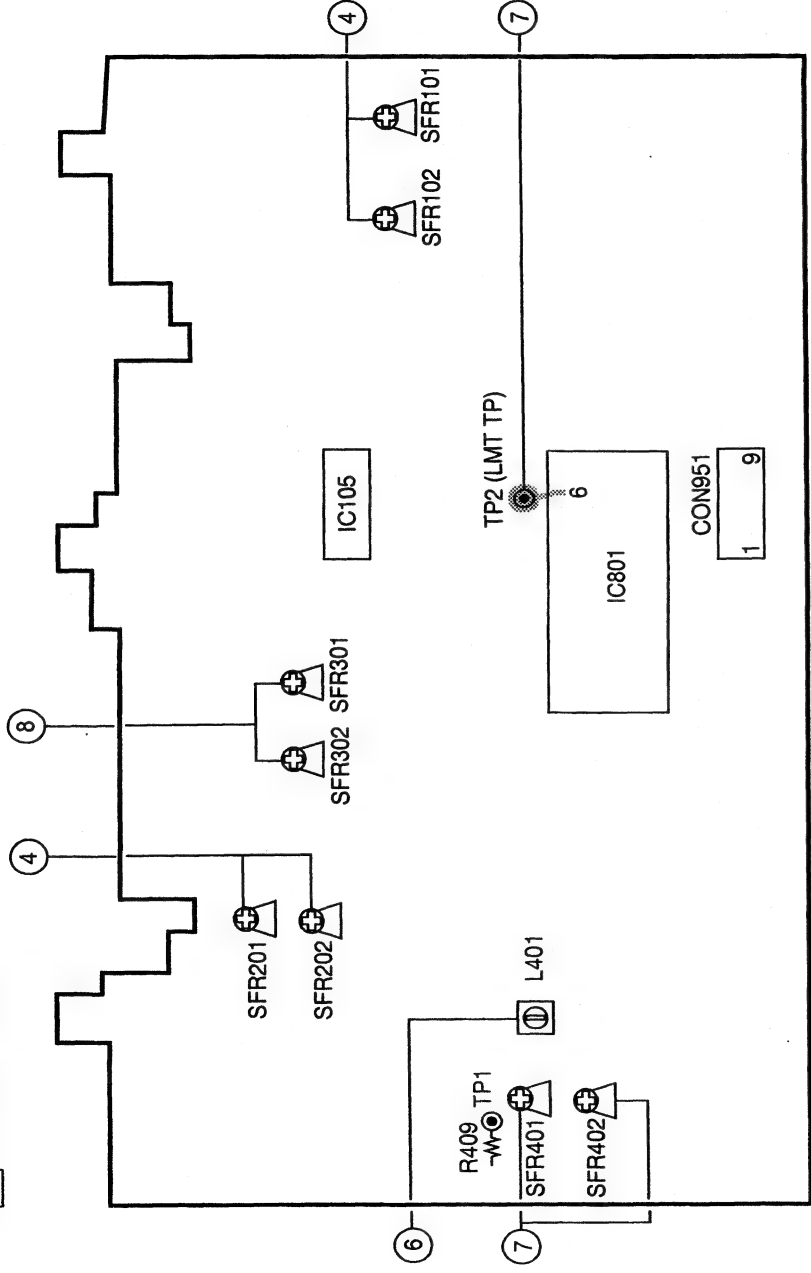 4
7
SFR101
SFR102
TP2 (LMT TP)
6
IC105
IC801
CON951
1 9
8
SFR301
SFR302
4
SFR201
SFR202
L401
R409 TP1
SFR401
SFR402
6
7